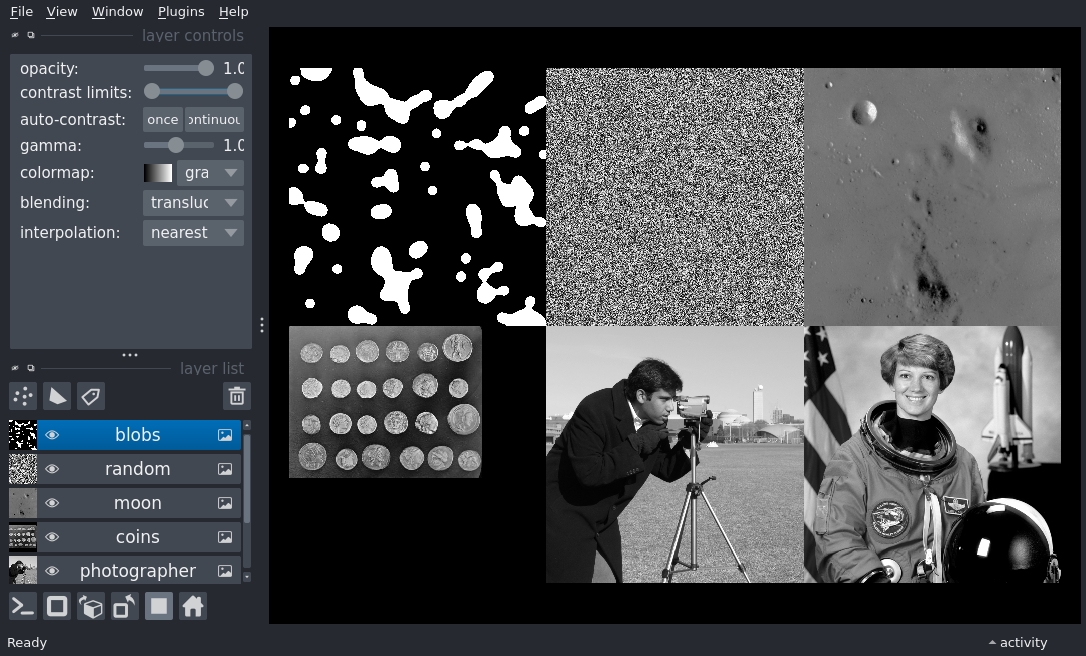 File View Window Plugins Help
layer controls
opacity: 1.0
contrast limits:
auto-contrast: once ontinuou
gamma: 1.0
colormap: gra
blending: transluc
interpolation: nearest
layer list
blobs
random
moon
coins
photographer
Ready
activity